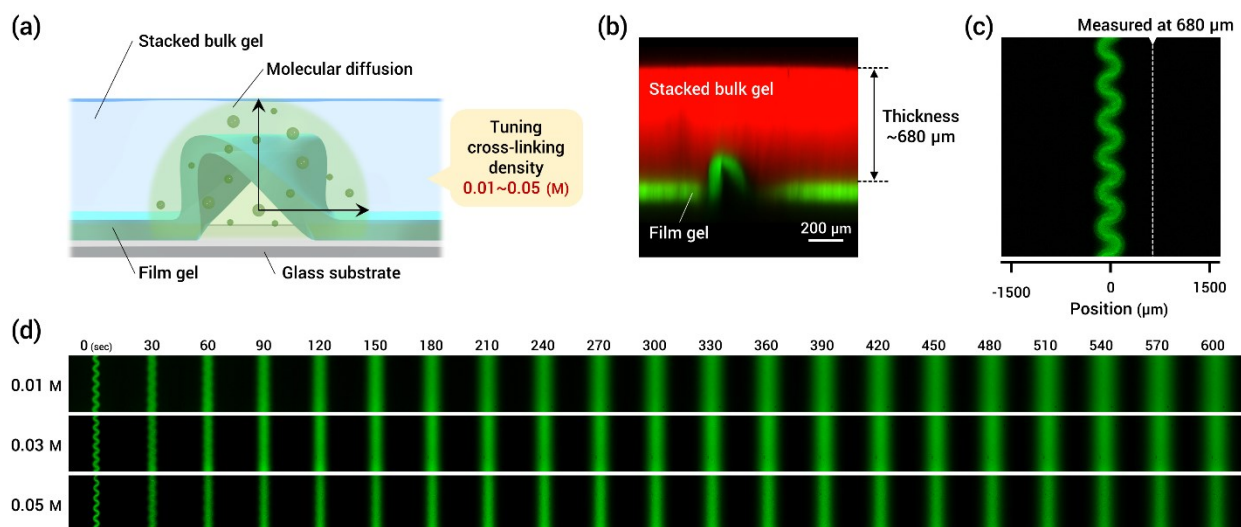 (a)
Stacked bulk gel
Molecular diffusion
Tuning
cross-linking
density
0.01~0.05 (M)
Film gel
Glass substrate
(b)
Stacked bulk gel
Thickness
~680 µm
Film gel
200 µm
(c)
Measured at 680 µm
-1500 0 1500
Position (µm)
(d)
0 (sec) 30 60 90 120 150 180 210 240 270 300 330 360 390 420 450 480 510 540 570 600
0.01 M
0.03 M
0.05 M